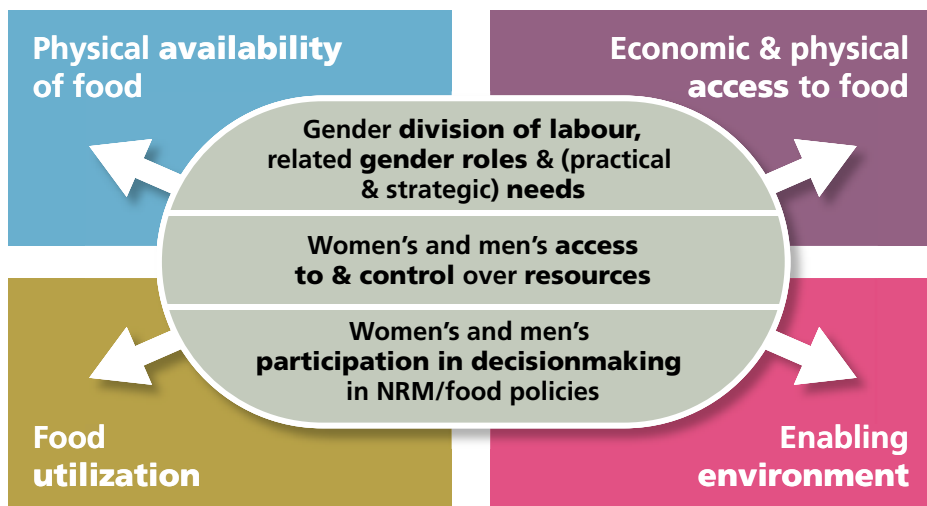 Physical availability
of food
Economic & physical
access to food
Gender division of labour,
related gender roles & (practical
& strategic) needs
Women’s and men’s access
to & control over resources
Women’s and men’s
participation in decisionmaking
in NRM/food policies
Food
utilization
Enabling
environment